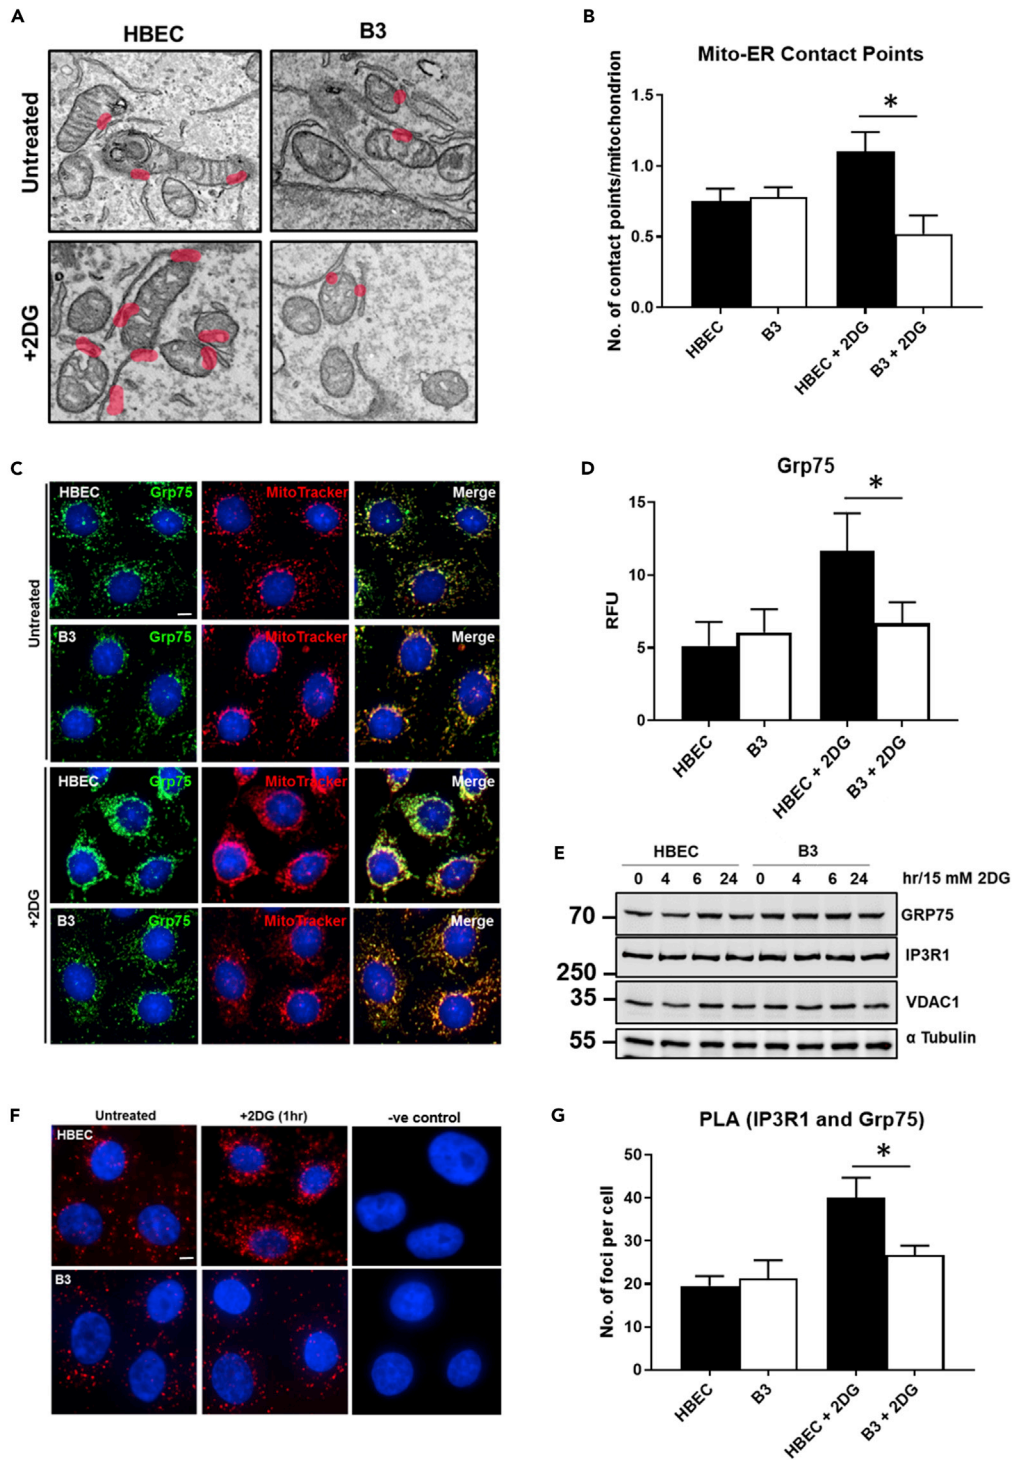 A
HBEC
B3
Untreated
+2DG
B
Mito-ER Contact Points
No. of contact points/mitochondrion
1.5
1.0
0.5
0.0
*
HBEC
B3
HBEC + 2DG
B3 + 2DG
C
Untreated
+2DG
HBEC
Grp75
MitoTracker
Merge
B3
Grp75
MitoTracker
Merge
HBEC
Grp75
MitoTracker
Merge
B3
Grp75
MitoTracker
Merge
D
Grp75
RFU
15
10
5
0
*
HBEC
B3
HBEC + 2DG
B3 + 2DG
E
HBEC
B3
0 4 6 24 0 4 6 24 hr/15 mM 2DG
70
GRP75
IP3R1
250
35
VDAC1
55
α Tubulin
F
Untreated
+2DG (1hr)
-ve control
HBEC
B3
G
PLA (IP3R1 and Grp75)
No. of foci per cell
50
40
30
20
10
0
*
HBEC
B3
HBEC + 2DG
B3 + 2DG